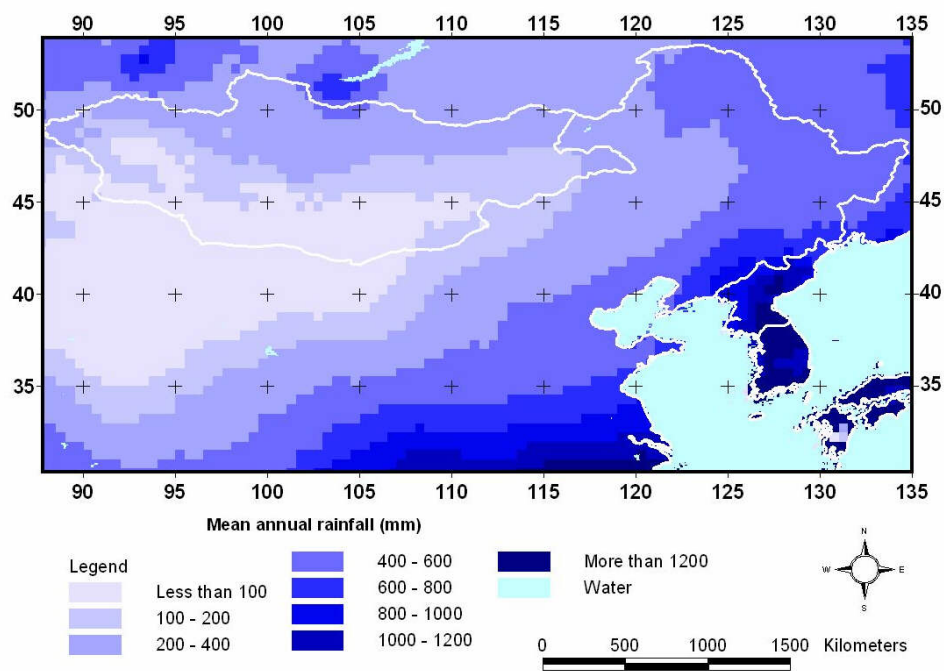 90 95 100 105 110 115 120 125 130 135
50 50
45 45
40 40
35 35
90 95 100 105 110 115 120 125 130 135
Mean annual rainfall (mm)
Legend
Less than 100
100 - 200
200 - 400
400 - 600
600 - 800
800 - 1000
1000 - 1200
More than 1200
Water
N
W E
S
0 500 1000 1500 Kilometers